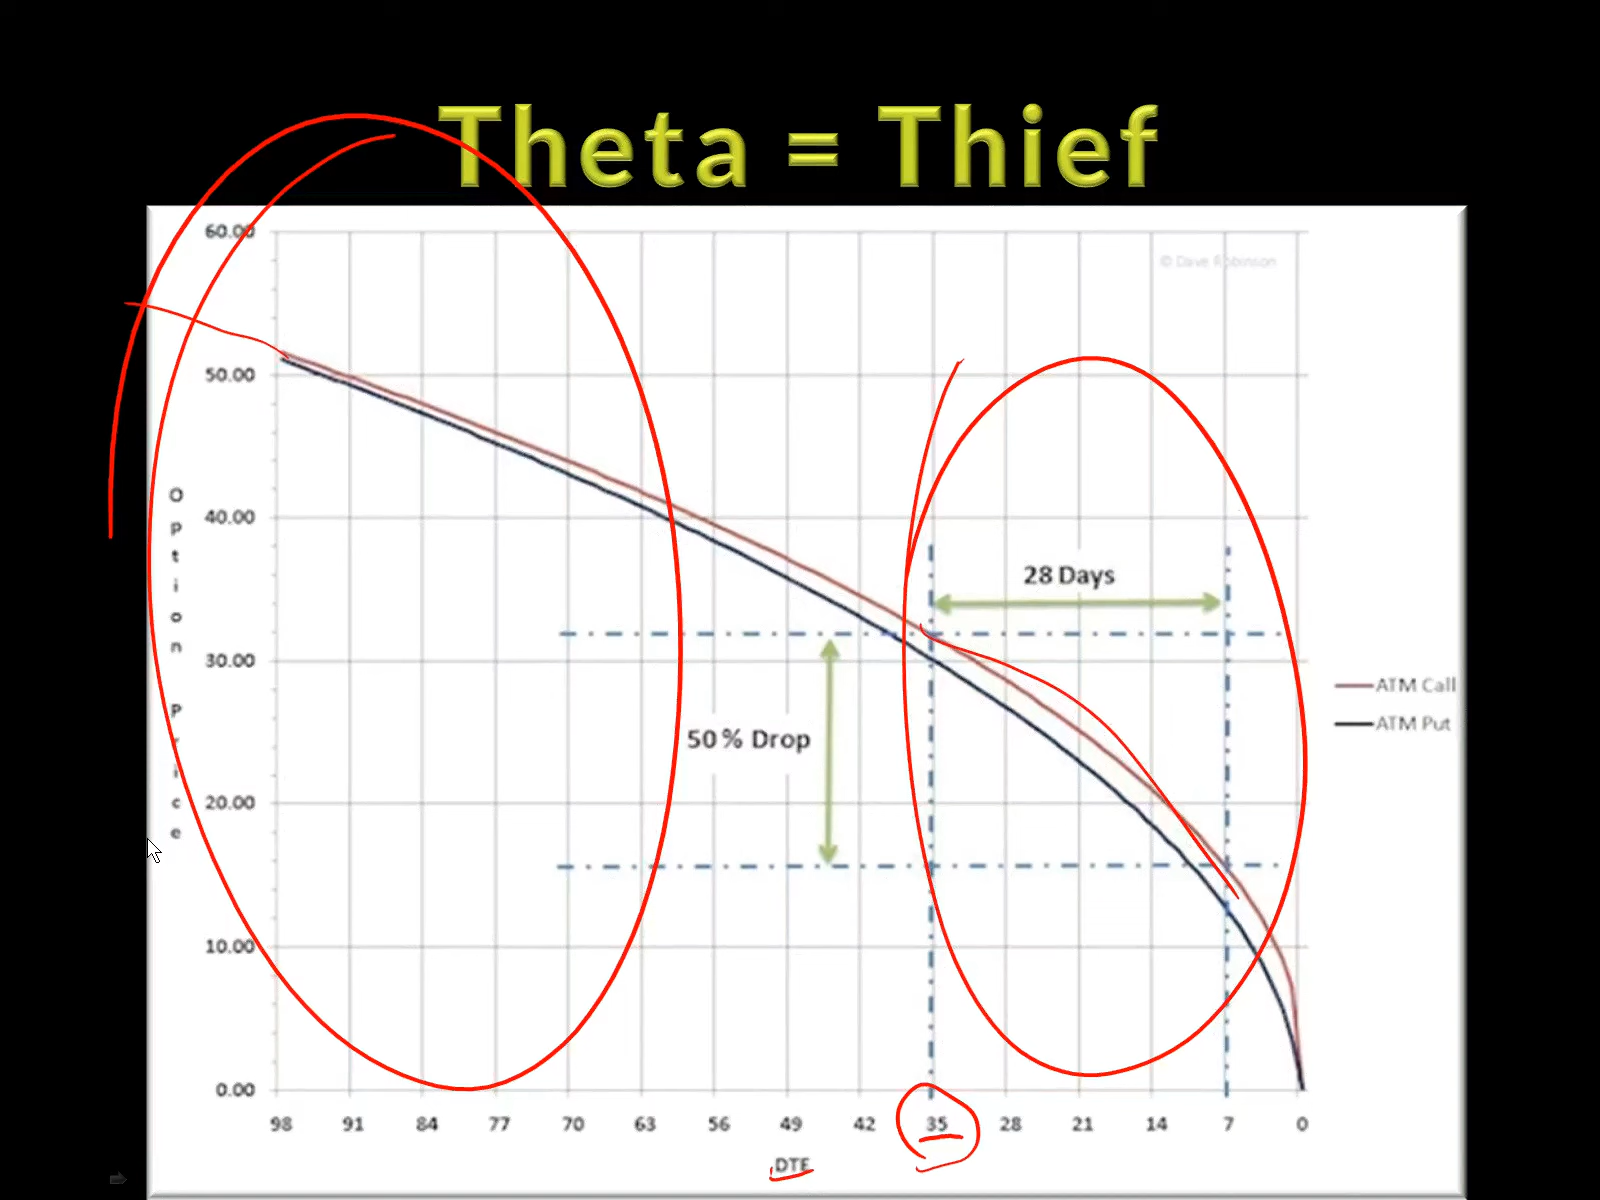 Theta = Thief
© Dave Robinson
60.00
50.00
40.00
30.00
20.00
10.00
0.00
Option Price
28 Days
50% Drop
ATM Call
ATM Put
98 91 84 77 70 63 56 49 42 35 28 21 14 7 0
DTE